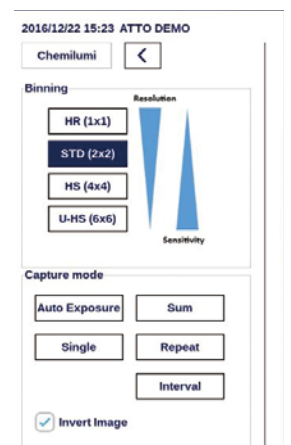 2016/12/22 15:23 ATTO DEMO
Chemilumi <
Binning
Resolution
HR (1x1)
STD (2x2)
HS (4x4)
U-HS (6x6)
Sensitivity
Capture mode
Auto Exposure Sum
Single Repeat
Interval
Invert Image